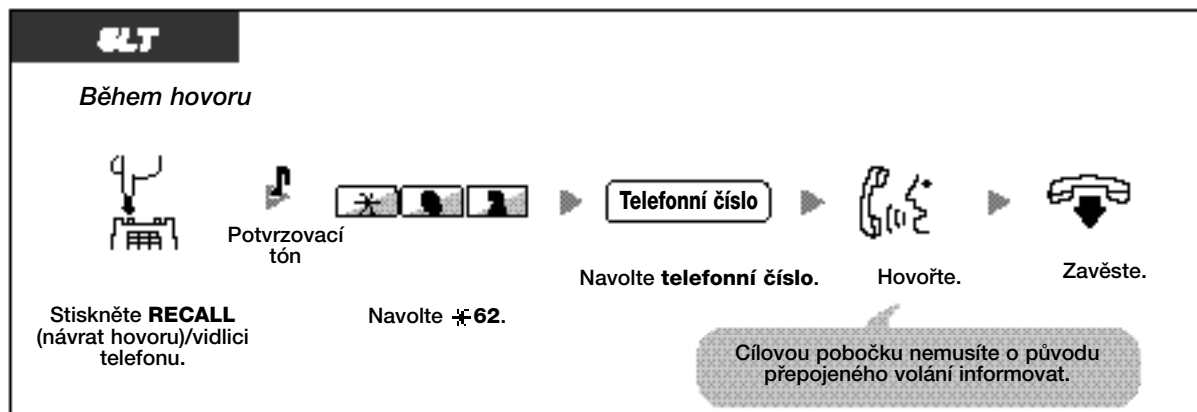 SLT
Během hovoru
Potvrzovací
tón
Telefonní číslo
Stiskněte RECALL
(návrat hovoru)/vidlici
telefonu.
Navolte ✳62.
Navolte telefonní číslo.
Hovořte.
Zavěste.
Cílovou pobočku nemusíte o původu
přepojeného volání informovat.